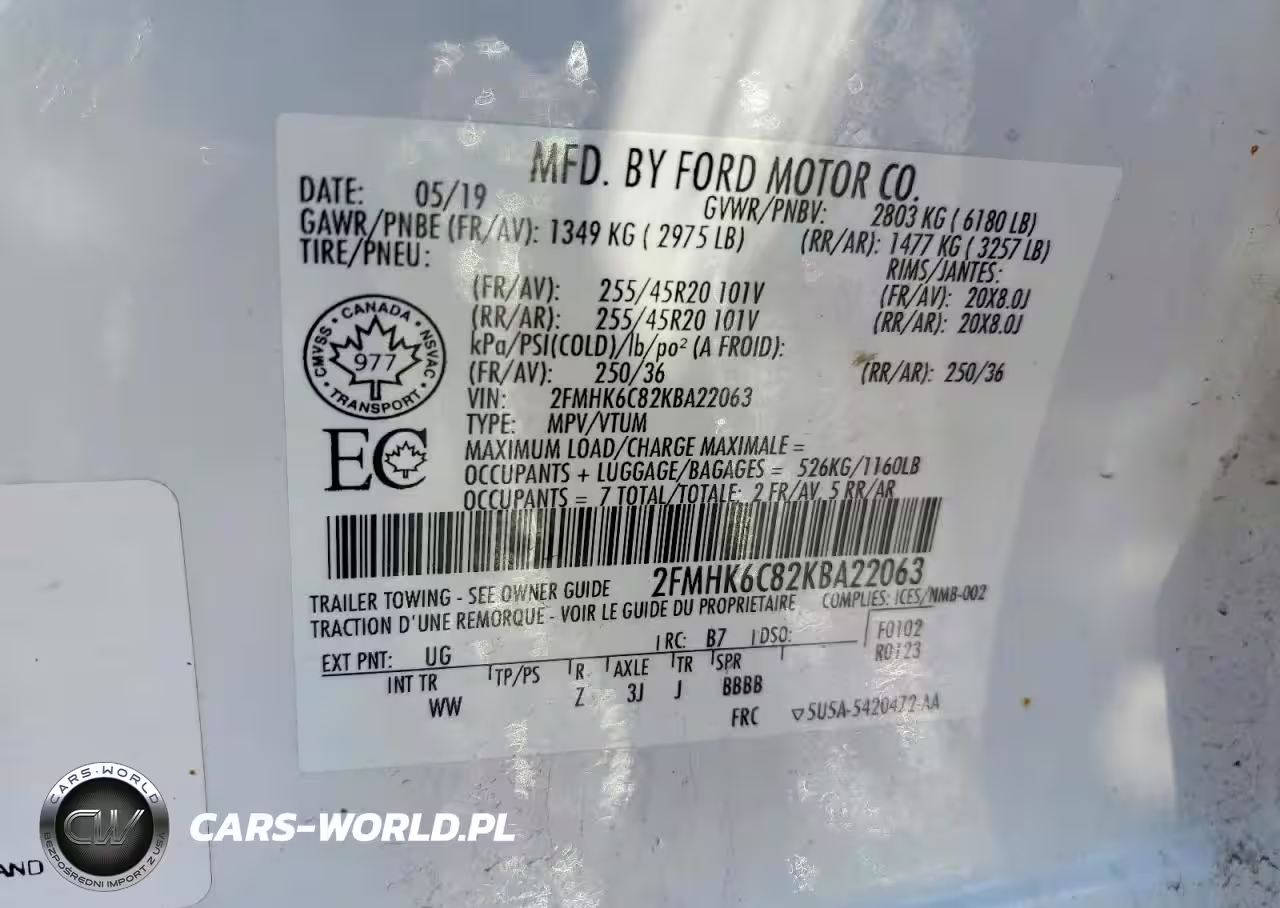 MFD. BY FORD MOTOR CO.
DATE: 05/19 GVWR/PNBV: 2803 KG ( 6180 LB)
GAWR/PNBE (FR/AV): 1349 KG ( 2975 LB) (RR/AR): 1477 KG ( 3257 LB)
TIRE/PNEU: RIMS/JANTES:
(FR/AV): 255/45R20 101V (FR/AV): 20X8.0J
(RR/AR): 255/45R20 101V (RR/AR): 20X8.0J
kPa/PSI(COLD)/lb/po² (A FROID):
(FR/AV): 250/36 (RR/AR): 250/36
VIN: 2FMHK6C82KBA22063
TYPE: MPV/VTUM
MAXIMUM LOAD/CHARGE MAXIMALE =
OCCUPANTS + LUGGAGE/BAGAGES = 526KG/1160LB
OCCUPANTS = 7 TOTAL/TOTALE: 2 FR/AV, 5 RR/AR
CANADA
CMVSS
NSVAC
977
TRANSPORT
EC
2FMHK6C82KBA22063
TRAILER TOWING - SEE OWNER GUIDE
TRACTION D'UNE REMORQUE - VOIR LE GUIDE DU PROPRIETAIRE COMPLIES: ICES/NMB-002
EXT PNT: UG RC: B7 DSO: F0102
R0123
INT TR TP/PS R AXLE TR SPR
WW Z 3J J BBBB
FRC 5U5A-5420472-AA
CARS-WORLD
CW
BEZPOŚREDNI IMPORT Z USA
CARS-WORLD.PL
AND